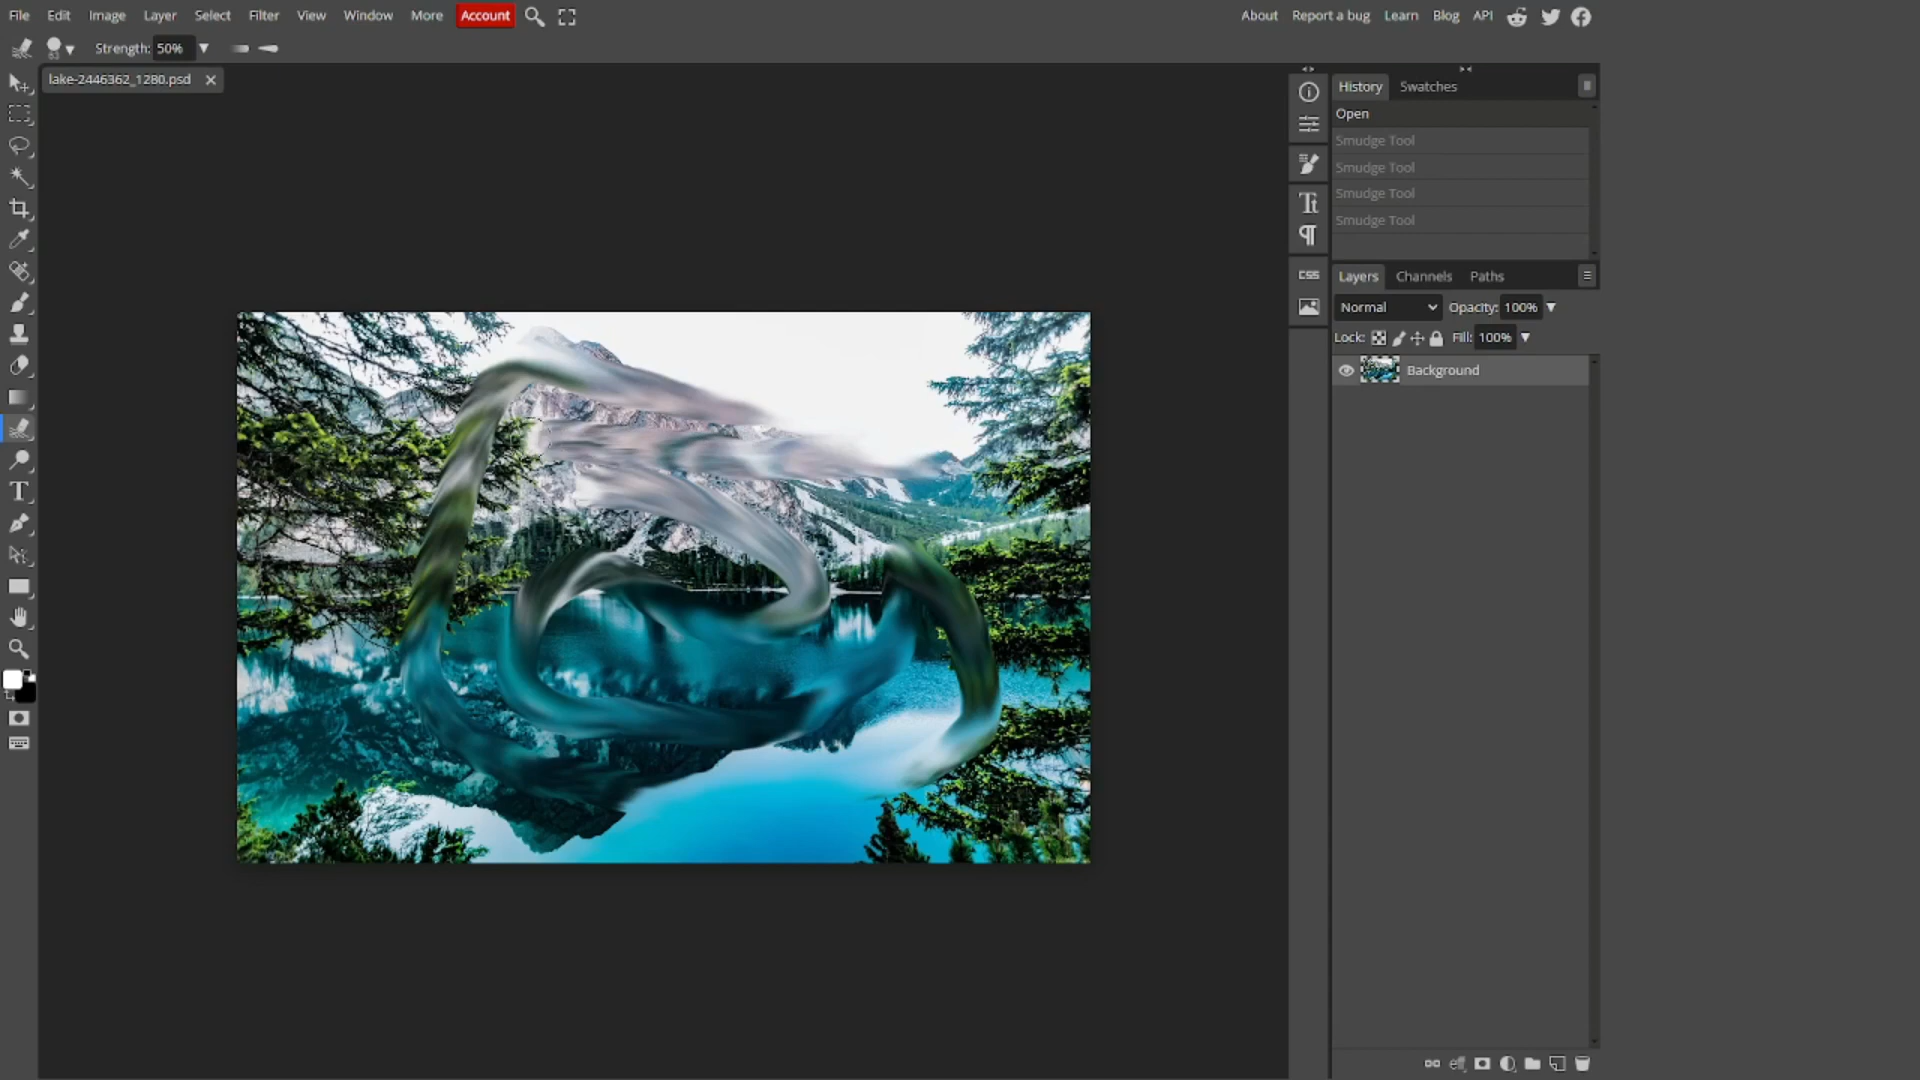 File Edit Image Layer Select Filter View Window More Account About Report a bug Learn Blog API
63 Strength: 50%
lake-2446362_1280.psd
History Swatches
Open
Smudge Tool
Smudge Tool
Smudge Tool
Smudge Tool
CSS
Layers Channels Paths
Normal Opacity: 100%
Lock: Fill: 100%
Background
eff